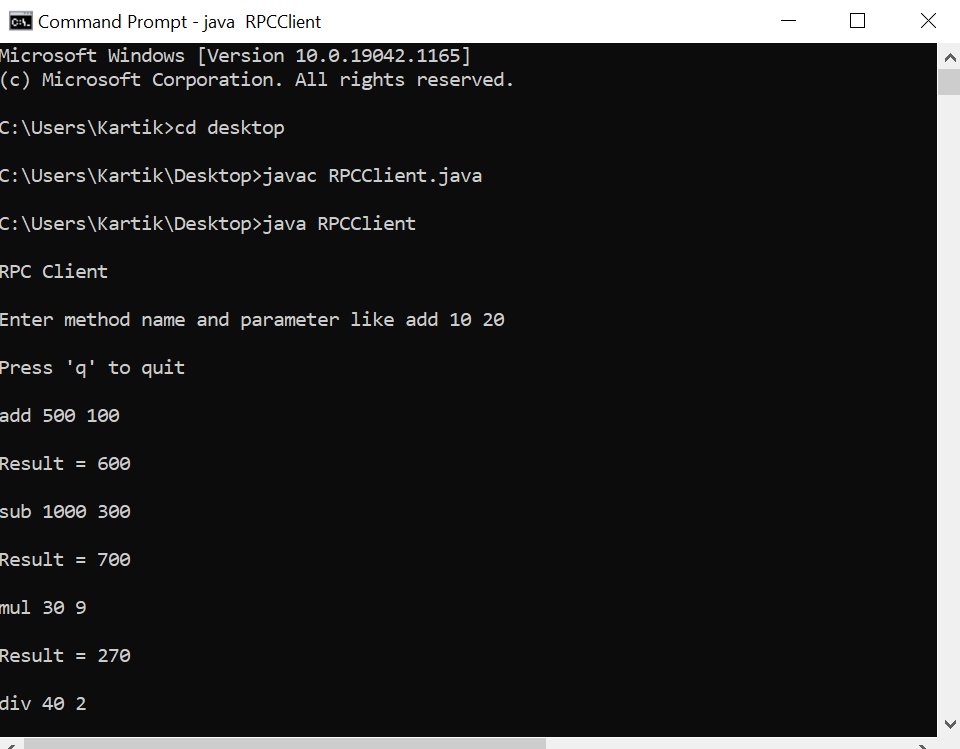 Command Prompt - java  RPCClient
Microsoft Windows [Version 10.0.19042.1165]
(c) Microsoft Corporation. All rights reserved.
C:\Users\Kartik>cd desktop
C:\Users\Kartik\Desktop>javac RPCClient.java
C:\Users\Kartik\Desktop>java RPCClient
RPC Client
Enter method name and parameter like add 10 20
Press 'q' to quit
add 500 100
Result = 600
sub 1000 300
Result = 700
mul 30 9
Result = 270
div 40 2